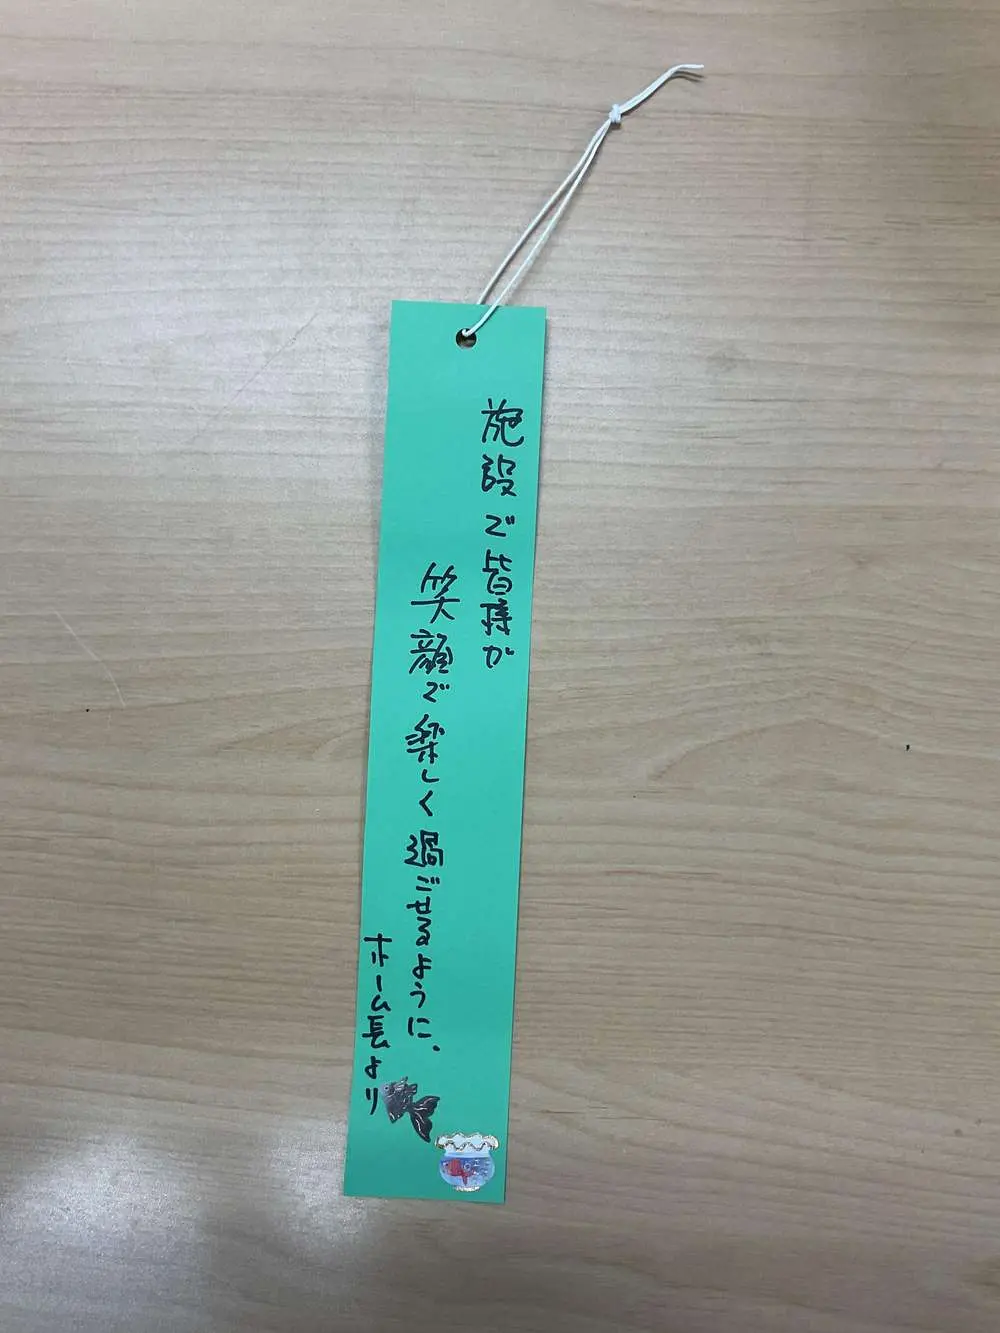 施設で皆様が
笑顔で楽しく過ごせるように、
ホーム長より